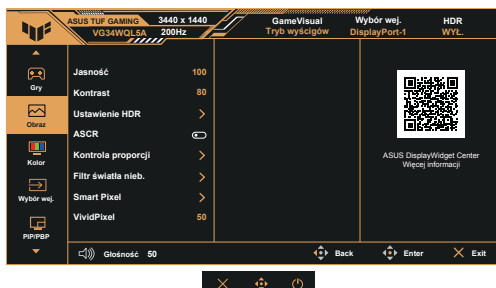 ASUS TUF GAMING 3440 x 1440 GameVisual Wybór wej. HDR
VG34WQL5A 200Hz Tryb wyścigów DisplayPort-1 WYŁ.
Gry
Obraz
Kolor
Wybór wej.
PIP/PBP
Jasność 100
Kontrast 80
Ustawienie HDR
ASCR
Kontrola proporcji
Filtr światła nieb.
Smart Pixel
VividPixel 50
ASUS DisplayWidget Center
Więcej informacji
Głośność 50 Back Enter Exit